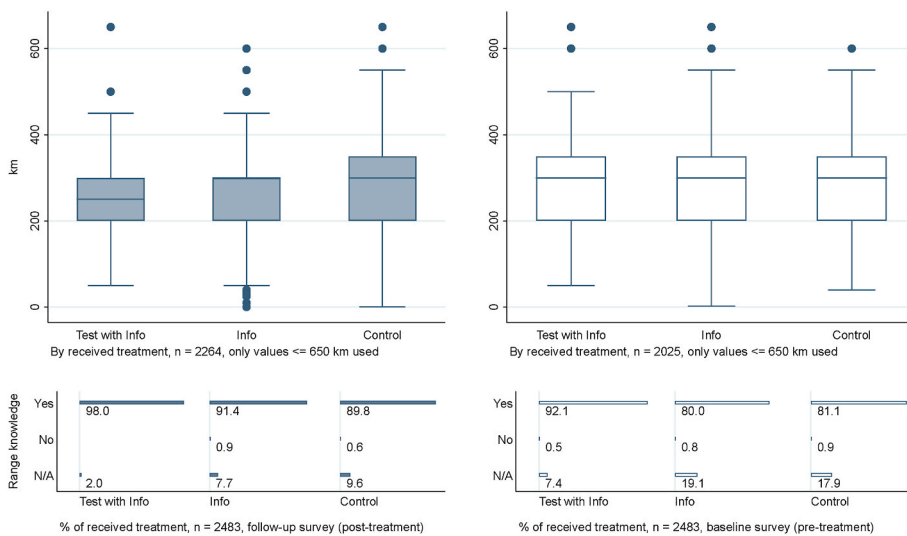 600
400
200
0
km
Test with Info
Info
Control
By received treatment, n = 2264, only values <= 650 km used
600
400
200
0
Test with Info
Info
Control
By received treatment, n = 2025, only values <= 650 km used
Range knowledge
Yes
98.0
91.4
89.8
No
0.9
0.6
N/A
2.0
7.7
9.6
Test with Info
Info
Control
% of received treatment, n = 2483, follow-up survey (post-treatment)
Yes
92.1
80.0
81.1
No
0.5
0.8
0.9
N/A
7.4
19.1
17.9
Test with Info
Info
Control
% of received treatment, n = 2483, baseline survey (pre-treatment)